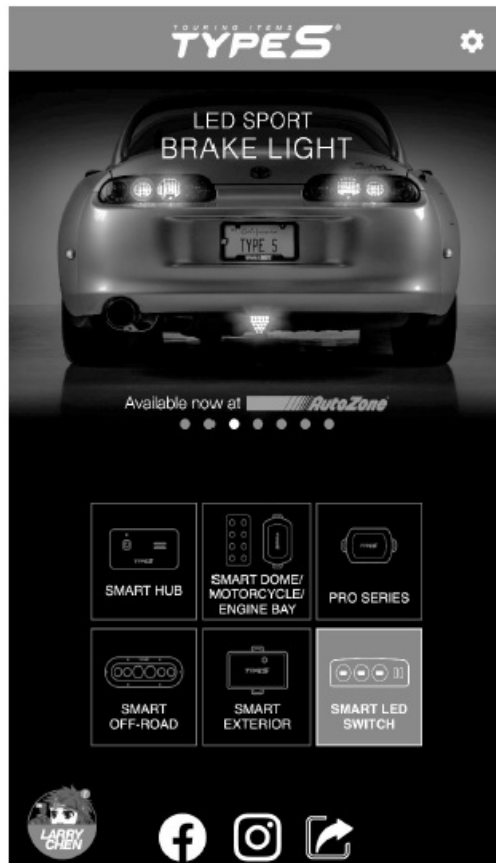 TOURING ITEMS
TYPE S
LED SPORT
BRAKE LIGHT
TYPE S
Available now at AutoZone
SMART HUB
SMART DOME/
MOTORCYCLE/
ENGINE BAY
PRO SERIES
SMART
OFF-ROAD
SMART
EXTERIOR
SMART LED
SWITCH
LARRY
CHEN